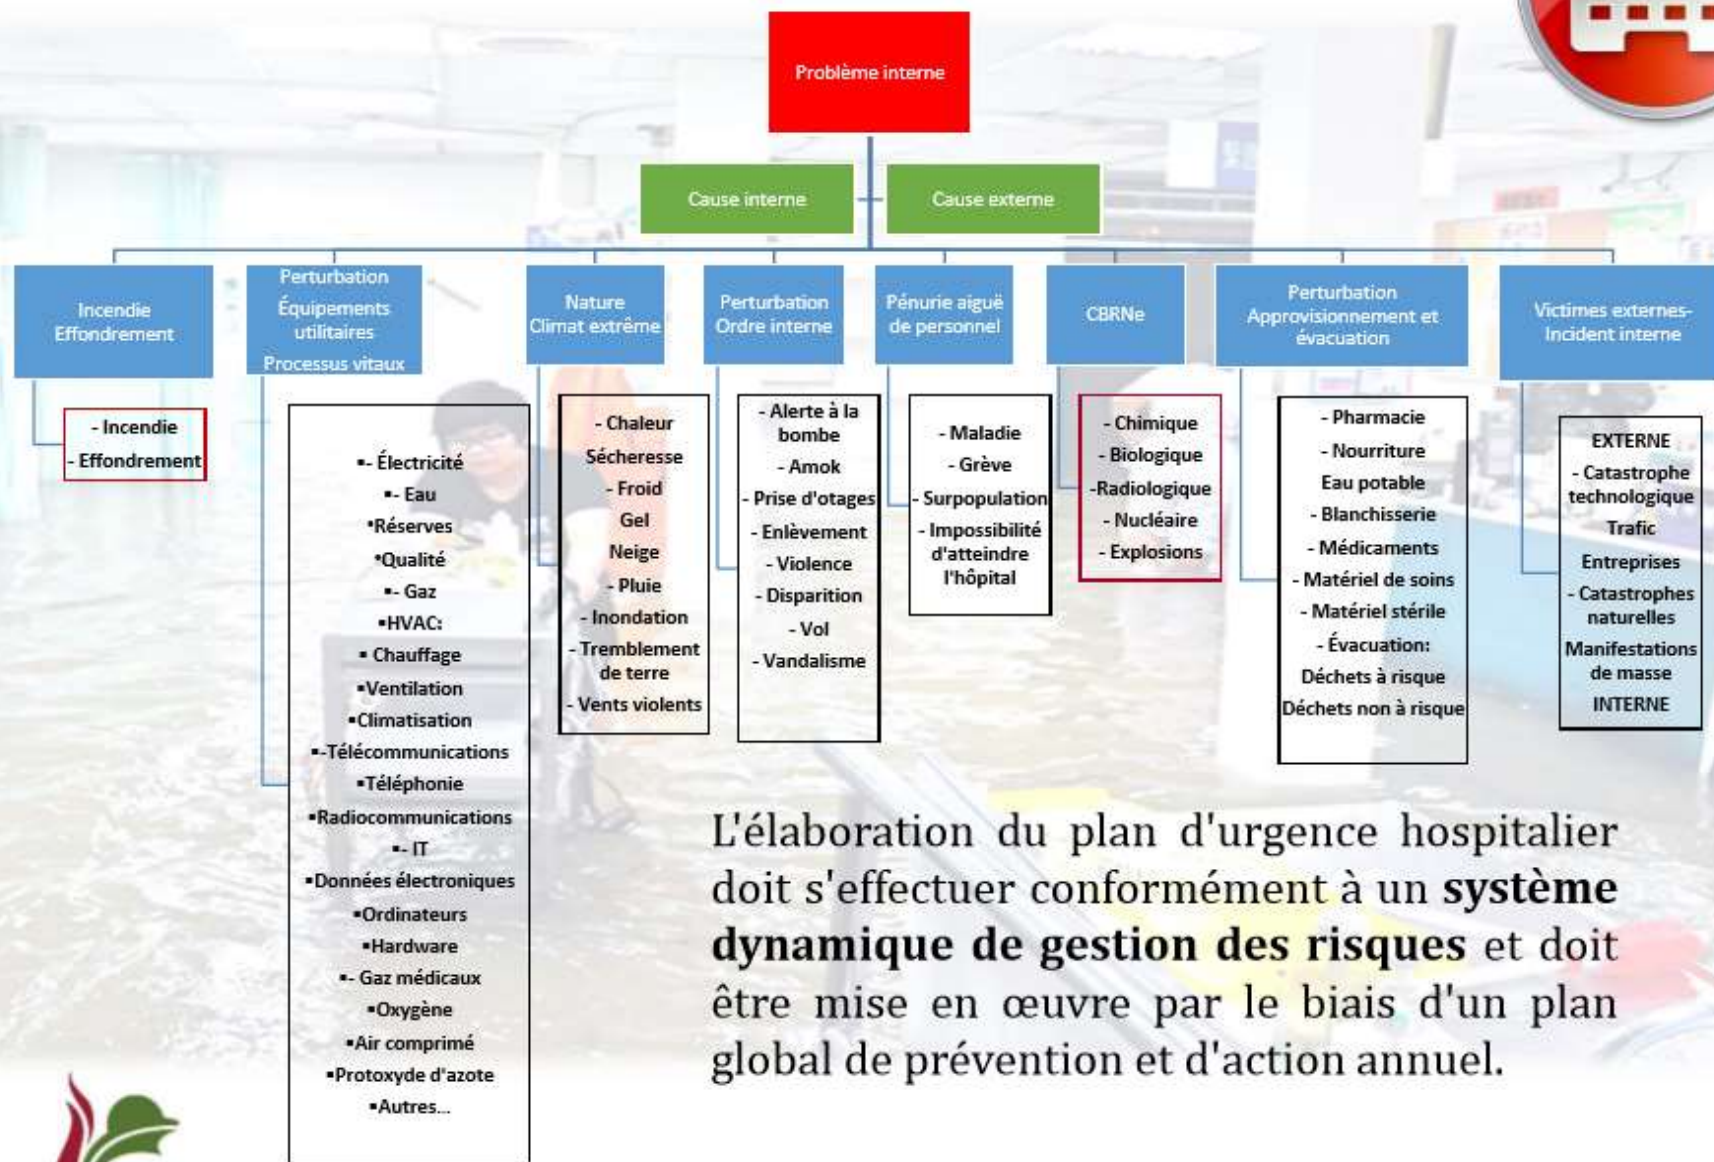 Problème interne
Cause interne
Cause externe
Incendie
Effondrement
Perturbation
Équipements
utilitaires
Processus vitaux
Nature
Climat extrême
Perturbation
Ordre interne
Pénurie aiguë
de personnel
CBRNe
Perturbation
Approvisionnement et
évacuation
Victimes externes-
Incident interne
- Incendie
- Effondrement
▪- Électricité
▪- Eau
▪Réserves
▪Qualité
▪- Gaz
▪HVAC:
▪ Chauffage
▪Ventilation
▪Climatisation
▪-Télécommunications
▪Téléphonie
▪Radiocommunications
▪- IT
▪Données électroniques
▪Ordinateurs
▪Hardware
▪- Gaz médicaux
▪Oxygène
▪Air comprimé
▪Protoxyde d'azote
▪Autres...
- Chaleur
Sécheresse
- Froid
Gel
Neige
- Pluie
- Inondation
- Tremblement
de terre
- Vents violents
- Alerte à la
bombe
- Amok
- Prise d'otages
- Enlèvement
- Violence
- Disparition
- Vol
- Vandalisme
- Maladie
- Grève
- Surpopulation
- Impossibilité
d'atteindre
l'hôpital
- Chimique
- Biologique
-Radiologique
- Nucléaire
- Explosions
- Pharmacie
- Nourriture
Eau potable
- Blanchisserie
- Médicaments
- Matériel de soins
- Matériel stérile
- Évacuation:
Déchets à risque
Déchets non à risque
EXTERNE
- Catastrophe
technologique
Trafic
Entreprises
- Catastrophes
naturelles
Manifestations
de masse
INTERNE
L'élaboration du plan d'urgence hospitalier
doit s'effectuer conformément à un système
dynamique de gestion des risques et doit
être mise en œuvre par le biais d'un plan
global de prévention et d'action annuel.